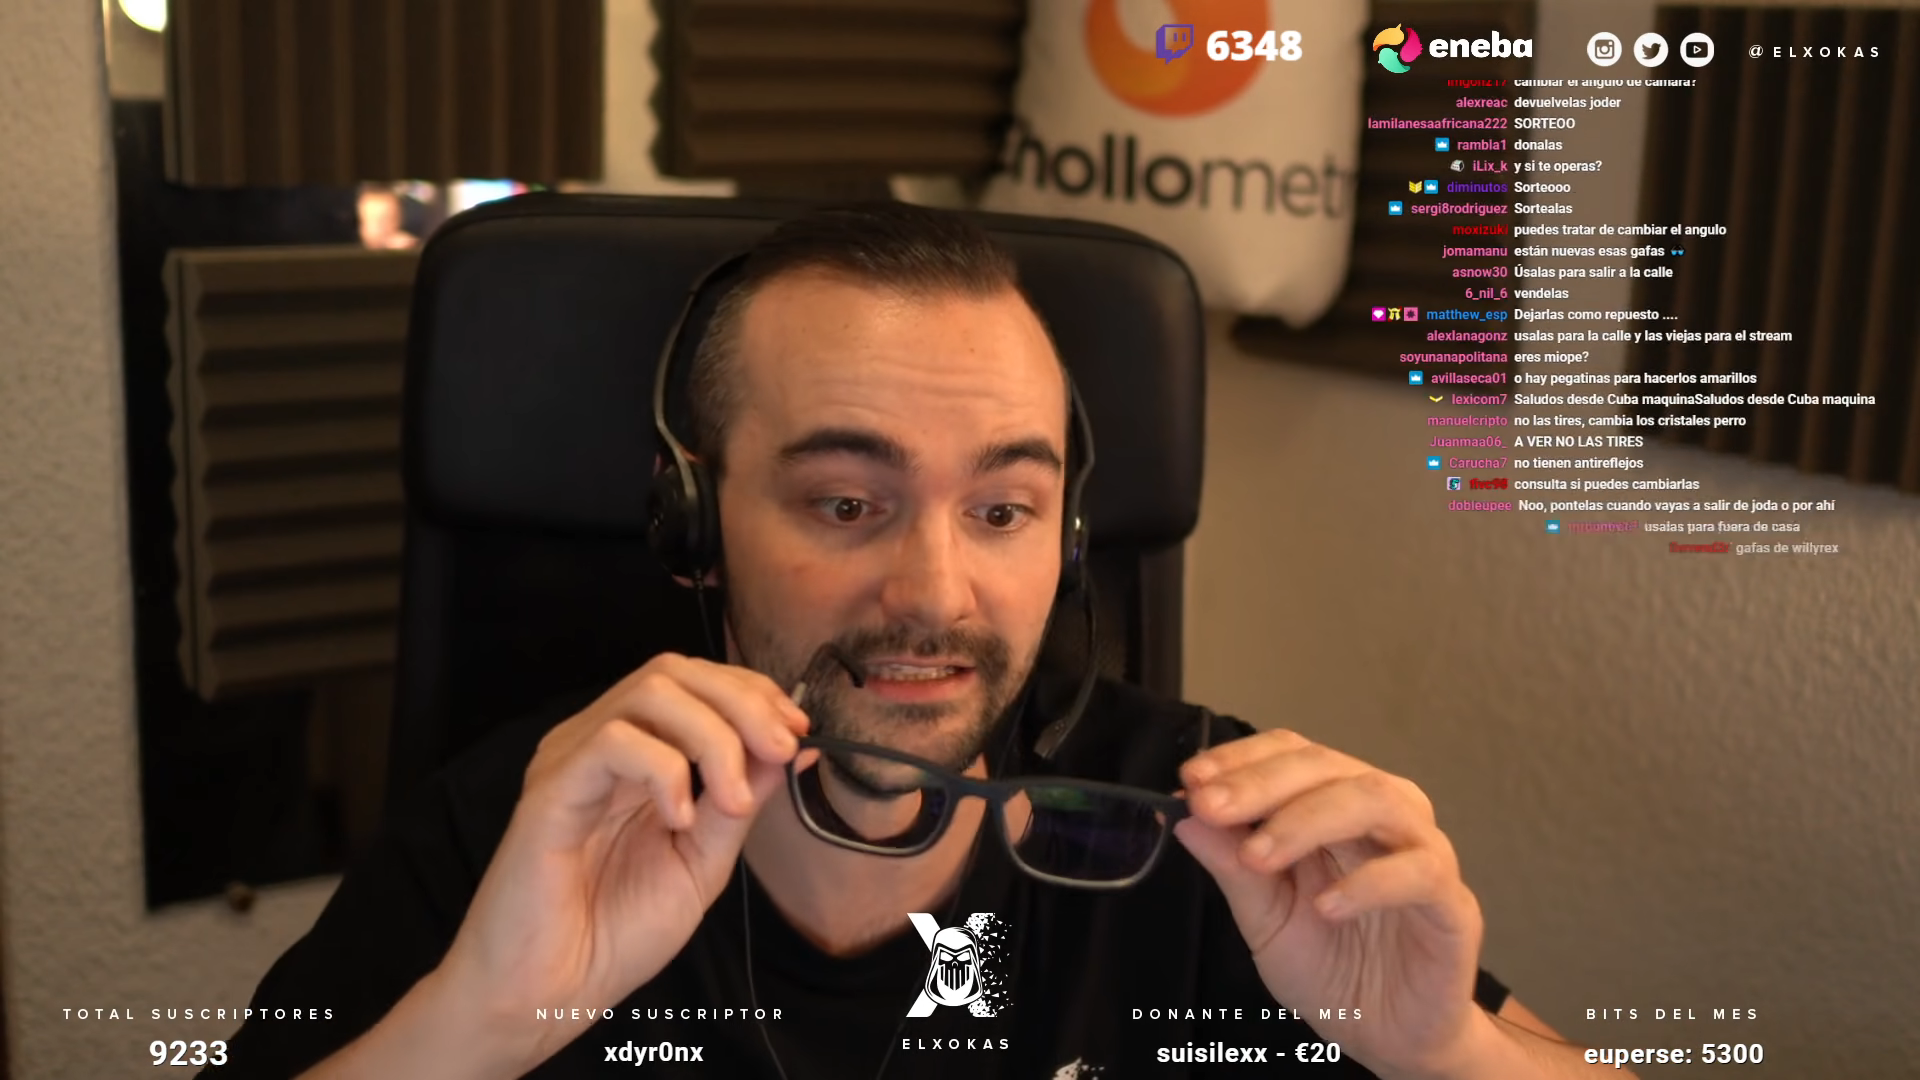 6348
eneba
@ELXOKAS
hollomet
cambiar el angulo de camara?
alexreac devuelvelas joder
lamilanesaafricana222 SORTEOO
rambla1 donalas
iLix_k y si te operas?
diminutos Sorteooo
sergi8rodriguez Sortealas
moxizuki puedes tratar de cambiar el angulo
jomamanu están nuevas esas gafas
asnow30 Úsalas para salir a la calle
6_nil_6 vendelas
matthew_esp Dejarlas como repuesto ....
alexlanagonz usalas para la calle y las viejas para el stream
soyunanapolitana eres miope?
avillaseca01 o hay pegatinas para hacerlos amarillos
lexicom7 Saludos desde Cuba maquinaSaludos desde Cuba maquina
manuelcripto no las tires, cambia los cristales perro
Juanmaa06_ A VER NO LAS TIRES
Carucha7 no tienen antireflejos
consulta si puedes cambiarlas
dobleupee Noo, pontelas cuando vayas a salir de joda o por ahí
usalas para fuera de casa
gafas de willyrex
TOTAL SUSCRIPTORES
9233
NUEVO SUSCRIPTOR
xdyr0nx
ELXOKAS
DONANTE DEL MES
suisilexx - €20
BITS DEL MES
euperse: 5300